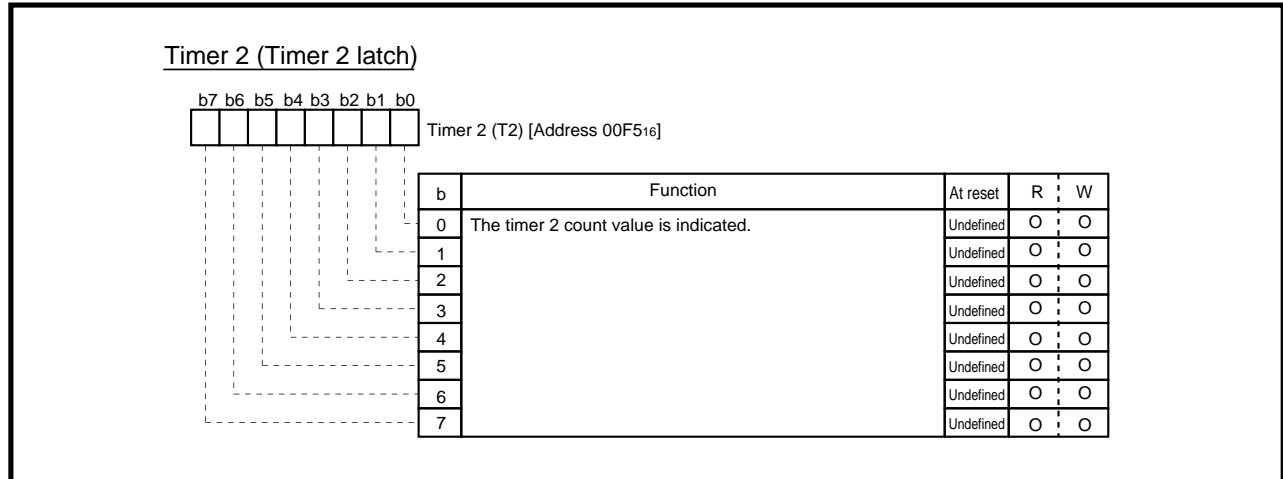 Timer 2 (Timer 2 latch)
b7 b6 b5 b4 b3 b2 b1 b0
Timer 2 (T2) [Address 00F516]
b Function At reset R W
0 The timer 2 count value is indicated. Undefined O O
1 Undefined O O
2 Undefined O O
3 Undefined O O
4 Undefined O O
5 Undefined O O
6 Undefined O O
7 Undefined O O